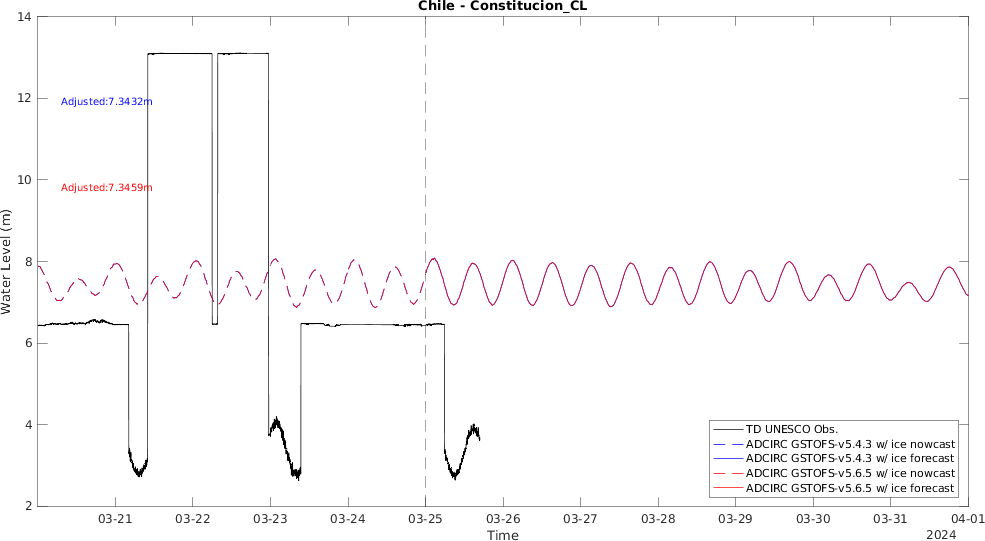 Chile - Constitucion_CL
14
12
10
8
6
4
2
Water Level (m)
Adjusted:7.3432m
Adjusted:7.3459m
TD UNESCO Obs.
ADCIRC GSTOFS-v5.4.3 w/ ice nowcast
ADCIRC GSTOFS-v5.4.3 w/ ice forecast
ADCIRC GSTOFS-v5.6.5 w/ ice nowcast
ADCIRC GSTOFS-v5.6.5 w/ ice forecast
03-21 03-22 03-23 03-24 03-25 03-26 03-27 03-28 03-29 03-30 03-31 04-01
Time
2024